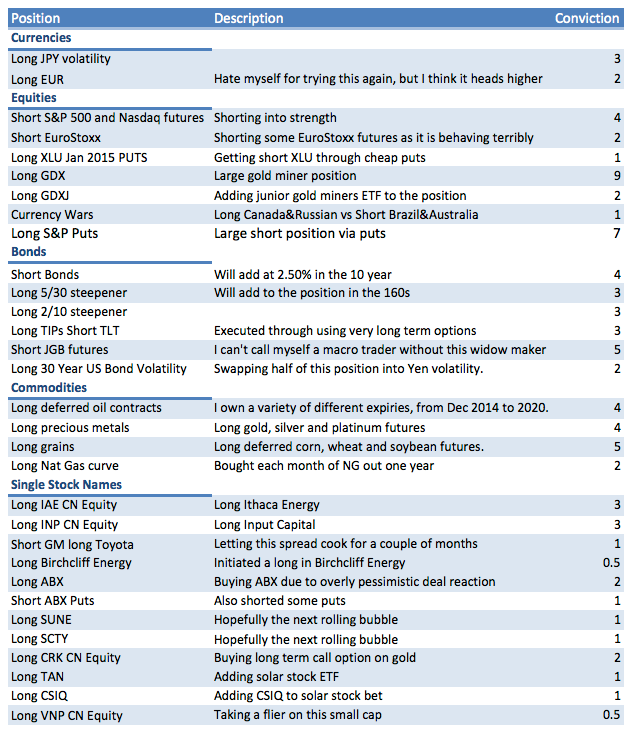 Position Description Conviction
Currencies
Long JPY volatility 3
Long EUR Hate myself for trying this again, but I think it heads higher 2
Equities
Short S&P 500 and Nasdaq futures Shorting into strength 4
Short EuroStoxx Shorting some EuroStoxx futures as it is behaving terribly 2
Long XLU Jan 2015 PUTS Getting short XLU through cheap puts 1
Long GDX Large gold miner position 9
Long GDXJ Adding junior gold miners ETF to the position 2
Currency Wars Long Canada&Russian vs Short Brazil&Australia 1
Long S&P Puts Large short position via puts 7
Bonds
Short Bonds Will add at 2.50% in the 10 year 4
Long 5/30 steepener Will add to the position in the 160s 3
Long 2/10 steepener 3
Long TIPs Short TLT Executed through using very long term options 3
Short JGB futures I can't call myself a macro trader without this widow maker 5
Long 30 Year US Bond Volatility Swapping half of this position into Yen volatility. 2
Commodities
Long deferred oil contracts I own a variety of different expiries, from Dec 2014 to 2020. 4
Long precious metals Long gold, silver and platinum futures 4
Long grains Long deferred corn, wheat and soybean futures. 5
Long Nat Gas curve Bought each month of NG out one year 2
Single Stock Names
Long IAE CN Equity Long Ithaca Energy 3
Long INP CN Equity Long Input Capital 3
Short GM long Toyota Letting this spread cook for a couple of months 1
Long Birchcliff Energy Initiated a long in Birchcliff Energy 0.5
Long ABX Buying ABX due to overly pessimistic deal reaction 2
Short ABX Puts Also shorted some puts 1
Long SUNE Hopefully the next rolling bubble 1
Long SCTY Hopefully the next rolling bubble 1
Long CRK CN Equity Buying long term call option on gold 2
Long TAN Adding solar stock ETF 1
Long CSIQ Adding CSIQ to solar stock bet 1
Long VNP CN Equity Taking a flier on this small cap 0.5